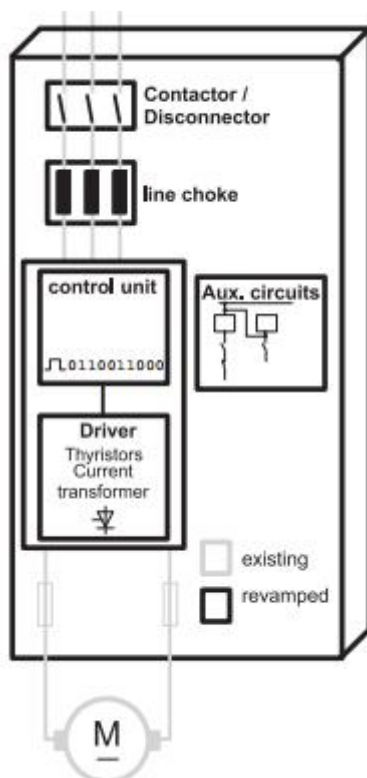 Contactor /
Disconnector
line choke
control unit
0110011000
Aux. circuits
Driver
Thyristors
Current
transformer
existing
revamped
M